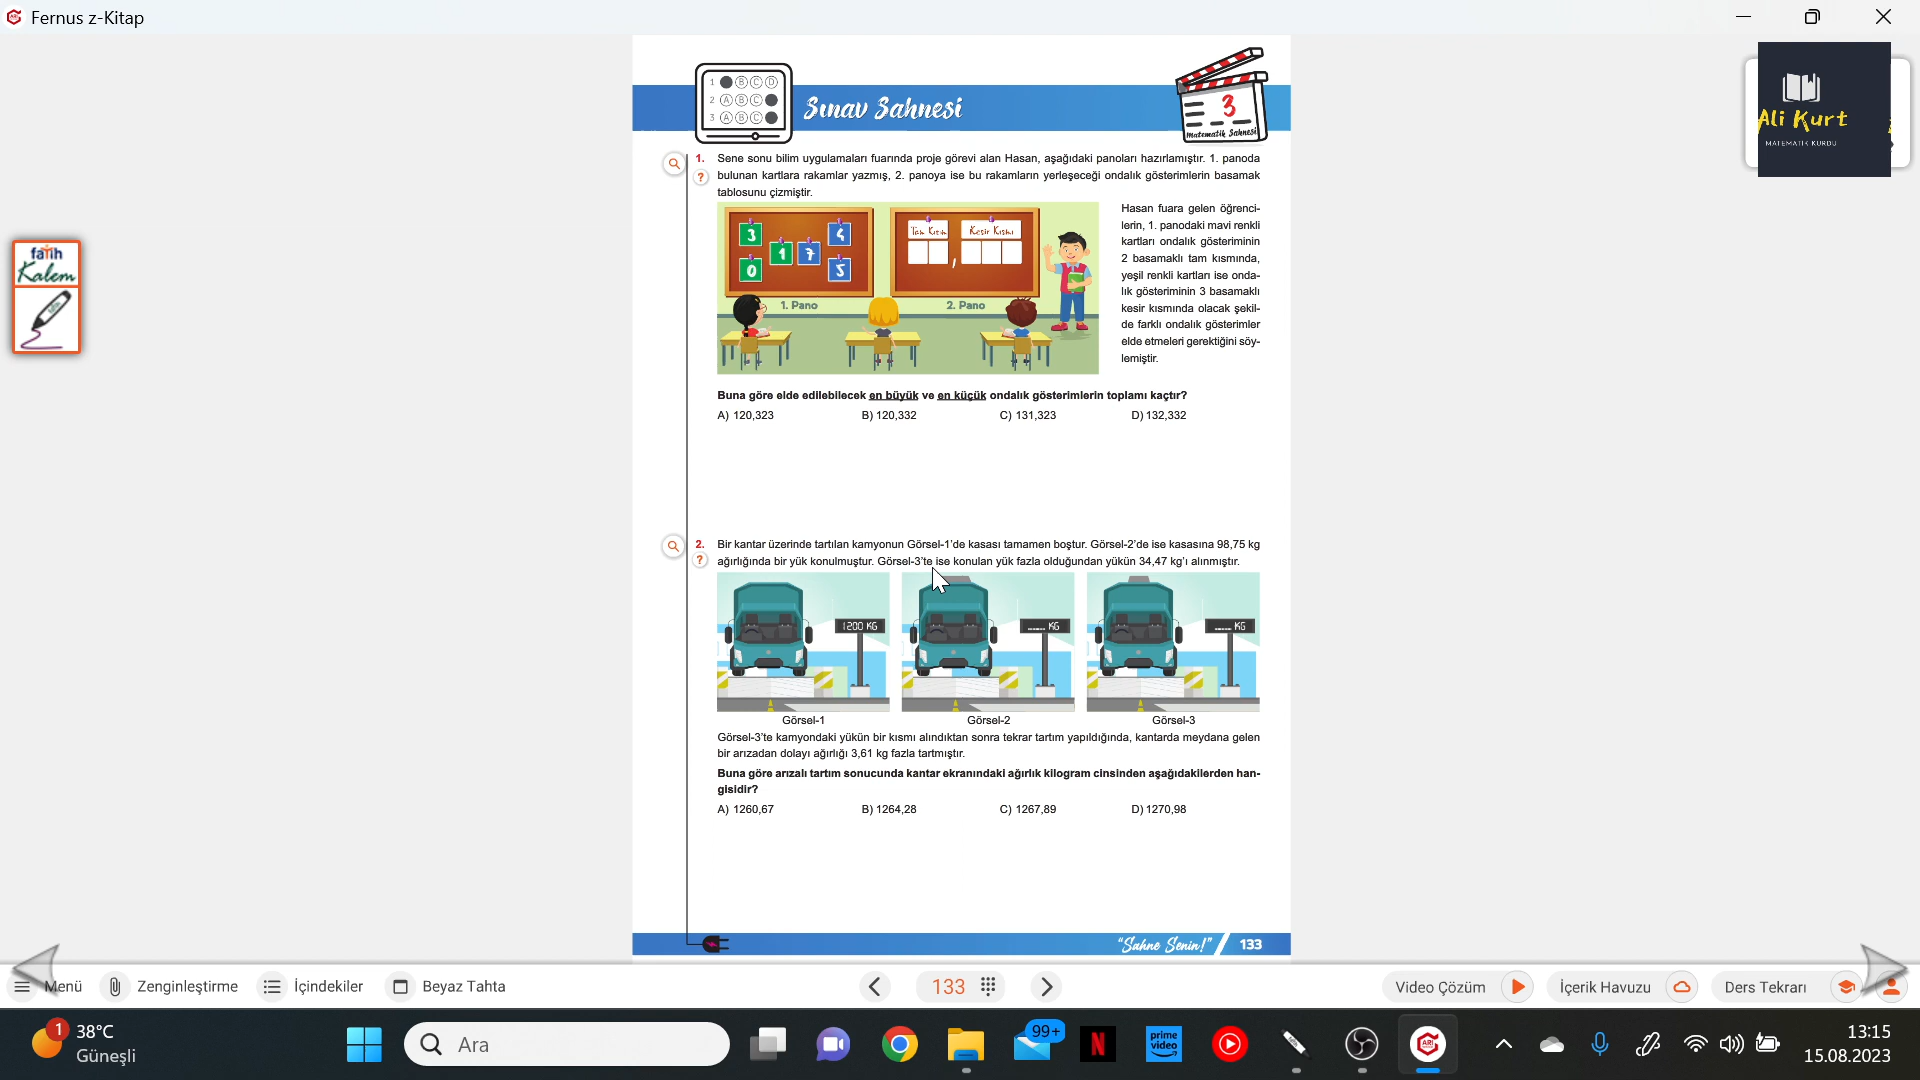 Fernus z-Kitap
1 B C D
2 A B C
3 A B C
Sınav Sahnesi
3
Matematik Sahnesi
Ali Kurt
MATEMATİK KURDU
1. Sene sonu bilim uygulamaları fuarında proje görevi alan Hasan, aşağıdaki panoları hazırlamıştır. 1. panoda
? bulunan kartlara rakamlar yazmış, 2. panoya ise bu rakamların yerleşeceği ondalık gösterimlerin basamak
tablosunu çizmiştir.
3 4
1 7
0 5
Tam Kısım Kesir Kısmı
,
1. Pano 2. Pano
Hasan fuara gelen öğrenci-
lerin, 1. panodaki mavi renkli
kartları ondalık gösteriminin
2 basamaklı tam kısmında,
yeşil renkli kartları ise onda-
lık gösteriminin 3 basamaklı
kesir kısmında olacak şekil-
de farklı ondalık gösterimler
elde etmeleri gerektiğini söy-
lemiştir.
Buna göre elde edilebilecek en büyük ve en küçük ondalık gösterimlerin toplamı kaçtır?
A) 120,323 B) 120,332 C) 131,323 D) 132,332
2. Bir kantar üzerinde tartılan kamyonun Görsel-1'de kasası tamamen boştur. Görsel-2'de ise kasasına 98,75 kg
? ağırlığında bir yük konulmuştur. Görsel-3'te ise konulan yük fazla olduğundan yükün 34,47 kg'ı alınmıştır.
1200 KG ...... KG ...... KG
Görsel-1 Görsel-2 Görsel-3
Görsel-3'te kamyondaki yükün bir kısmı alındıktan sonra tekrar tartım yapıldığında, kantarda meydana gelen
bir arızadan dolayı ağırlığı 3,61 kg fazla tartmıştır.
Buna göre arızalı tartım sonucunda kantar ekranındaki ağırlık kilogram cinsinden aşağıdakilerden han-
gisidir?
A) 1260,67 B) 1264,28 C) 1267,89 D) 1270,98
"Sahne Senin!" 133
fatih
Kalem
Menü Zenginleştirme İçindekiler Beyaz Tahta 133 Video Çözüm İçerik Havuzu Ders Tekrarı
1 38°C
Güneşli
Ara
99+
N
prime
video
ARI
13:15
15.08.2023